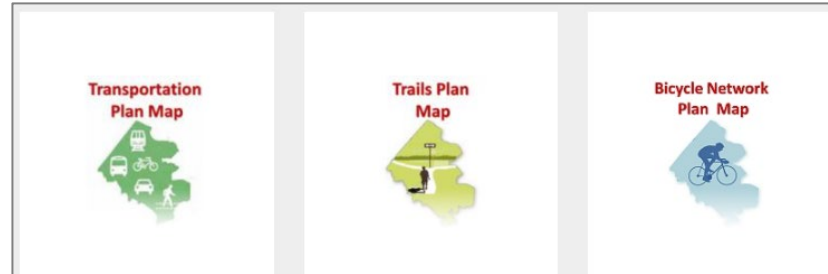 Transportation
Plan Map
Trails Plan
Map
Bicycle Network
Plan Map